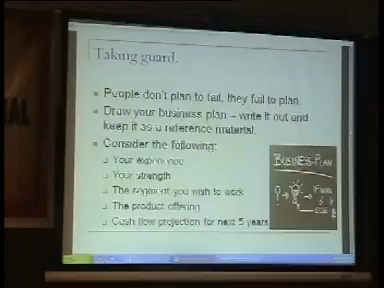 Taking guard.
People don't plan to fail, they fail to plan.
Draw your business plan – write it out and
keep it as a reference material.
Consider the following:
Your experience
Your strength
The segment you wish to work
The product offering
Cash flow projection for next 5 years
BUSINESS PLAN